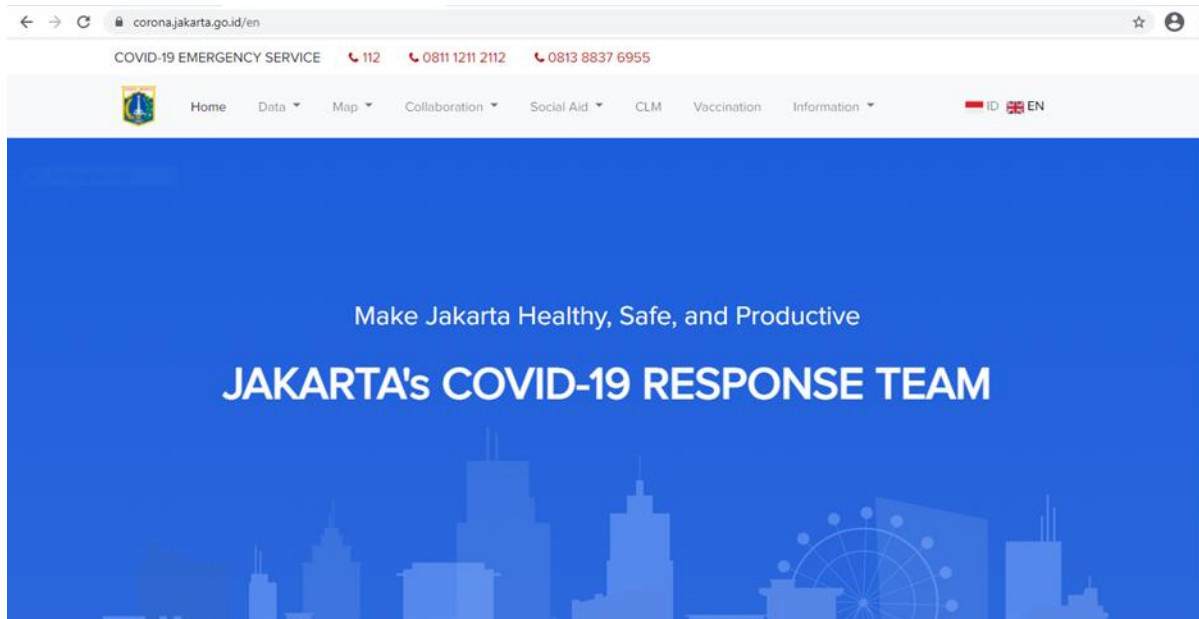 corona.jakarta.go.id/en
COVID-19 EMERGENCY SERVICE 112 0811 1211 2112 0813 8837 6955
Home Data Map Collaboration Social Aid CLM Vaccination Information ID EN
Make Jakarta Healthy, Safe, and Productive
JAKARTA's COVID-19 RESPONSE TEAM